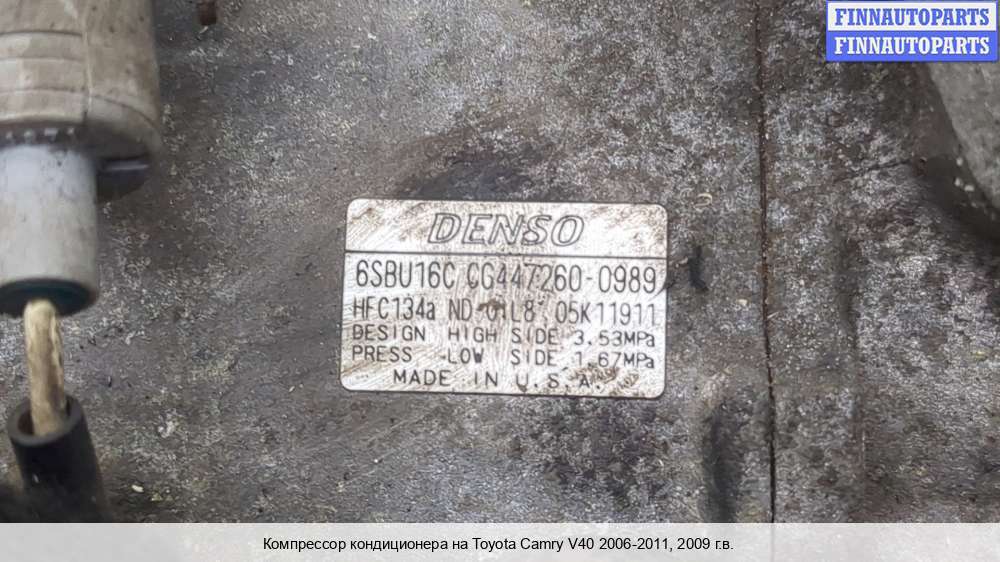 FINNAUTOPARTS
FINNAUTOPARTS
DENSO
6SBU16C CG447260-0989
HFC134a ND-OIL8 05K11911
DESIGN HIGH SIDE 3.53MPa
PRESS LOW SIDE 1.67MPa
MADE IN U.S.A.
Компрессор кондиционера на Toyota Camry V40 2006-2011, 2009 г.в.